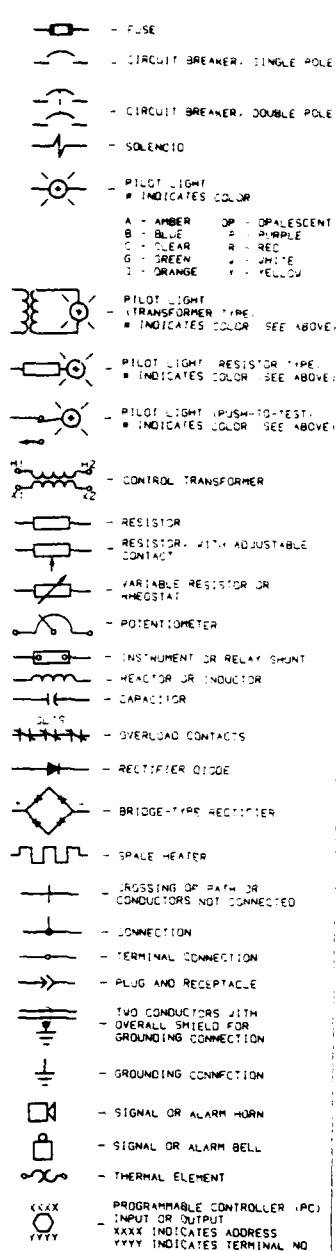 - FUSE
- CIRCUIT BREAKER, SINGLE POLE
- CIRCUIT BREAKER, DOUBLE POLE
- SOLENOID
- PILOT LIGHT
* INDICATES COLOR
A - AMBER OP - OPALESCENT
B - BLUE P - PURPLE
C - CLEAR R - RED
G - GREEN W - WHITE
O - ORANGE Y - YELLOW
- PILOT LIGHT
(TRANSFORMER TYPE)
* INDICATES COLOR (SEE ABOVE)
- PILOT LIGHT (RESISTOR TYPE)
* INDICATES COLOR (SEE ABOVE)
- PILOT LIGHT (PUSH-TO-TEST)
* INDICATES COLOR (SEE ABOVE)
H1 H2
X1 X2
- CONTROL TRANSFORMER
- RESISTOR
- RESISTOR, WITH ADJUSTABLE
CONTACT
- VARIABLE RESISTOR OR
RHEOSTAT
- POTENTIOMETER
- INSTRUMENT OR RELAY SHUNT
- REACTOR OR INDUCTOR
- CAPACITOR
- OVERLOAD CONTACTS
- RECTIFIER DIODE
- BRIDGE-TYPE RECTIFIER
- SPACE HEATER
- CROSSING OF PATH OR
CONDUCTORS NOT CONNECTED
- CONNECTION
- TERMINAL CONNECTION
- PLUG AND RECEPTACLE
- TWO CONDUCTORS WITH
OVERALL SHIELD FOR
GROUNDING CONNECTION
- GROUNDING CONNECTION
- SIGNAL OR ALARM HORN
- SIGNAL OR ALARM BELL
- THERMAL ELEMENT
XXXX
YYYY
- PROGRAMMABLE CONTROLLER (PC)
INPUT OR OUTPUT
XXXX INDICATES ADDRESS
YYYY INDICATES TERMINAL NO